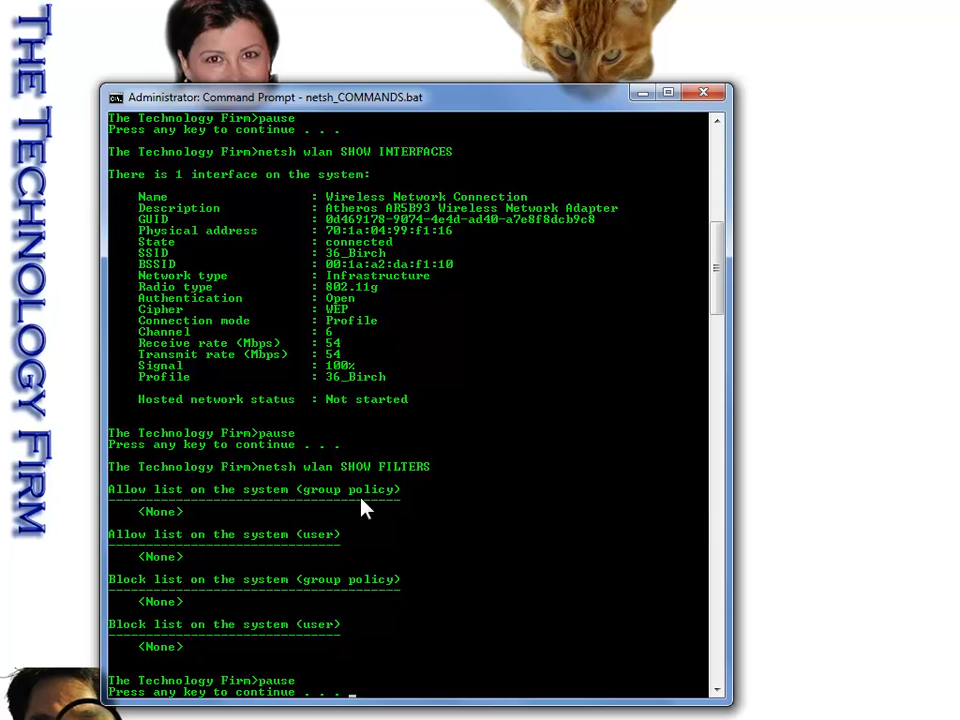 THE TECHNOLOGY FIRM
Administrator: Command Prompt - netsh_COMMANDS.bat
The Technology Firm>pause
Press any key to continue . . .
The Technology Firm>netsh wlan SHOW INTERFACES
There is 1 interface on the system:
Name : Wireless Network Connection
Description : Atheros AR5B93 Wireless Network Adapter
GUID : 0d469178-9074-4e4d-ad40-a7e8f8dcb9c8
Physical address : 70:1a:04:99:f1:16
State : connected
SSID : 36_Birch
BSSID : 00:1a:a2:da:f1:10
Network type : Infrastructure
Radio type : 802.11g
Authentication : Open
Cipher : WEP
Connection mode : Profile
Channel : 6
Receive rate (Mbps) : 54
Transmit rate (Mbps) : 54
Signal : 100%
Profile : 36_Birch
Hosted network status : Not started
The Technology Firm>pause
Press any key to continue . . .
The Technology Firm>netsh wlan SHOW FILTERS
Allow list on the system (group policy)
---------------------------------------
<None>
Allow list on the system (user)
-------------------------------
<None>
Block list on the system (group policy)
---------------------------------------
<None>
Block list on the system (user)
-------------------------------
<None>
The Technology Firm>pause
Press any key to continue . . . _